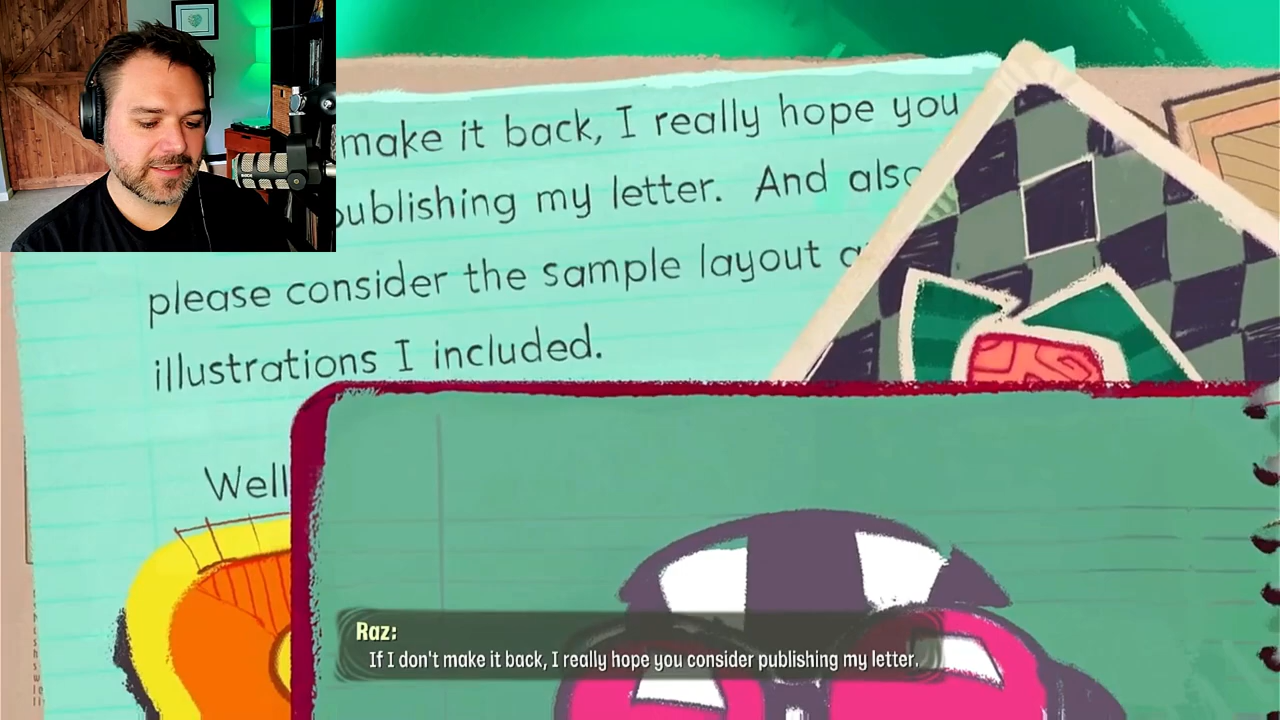 make it back, I really hope you
publishing my letter. And also
please consider the sample layout
illustrations I included.
Well
Raz:
If I don't make it back, I really hope you consider publishing my letter.